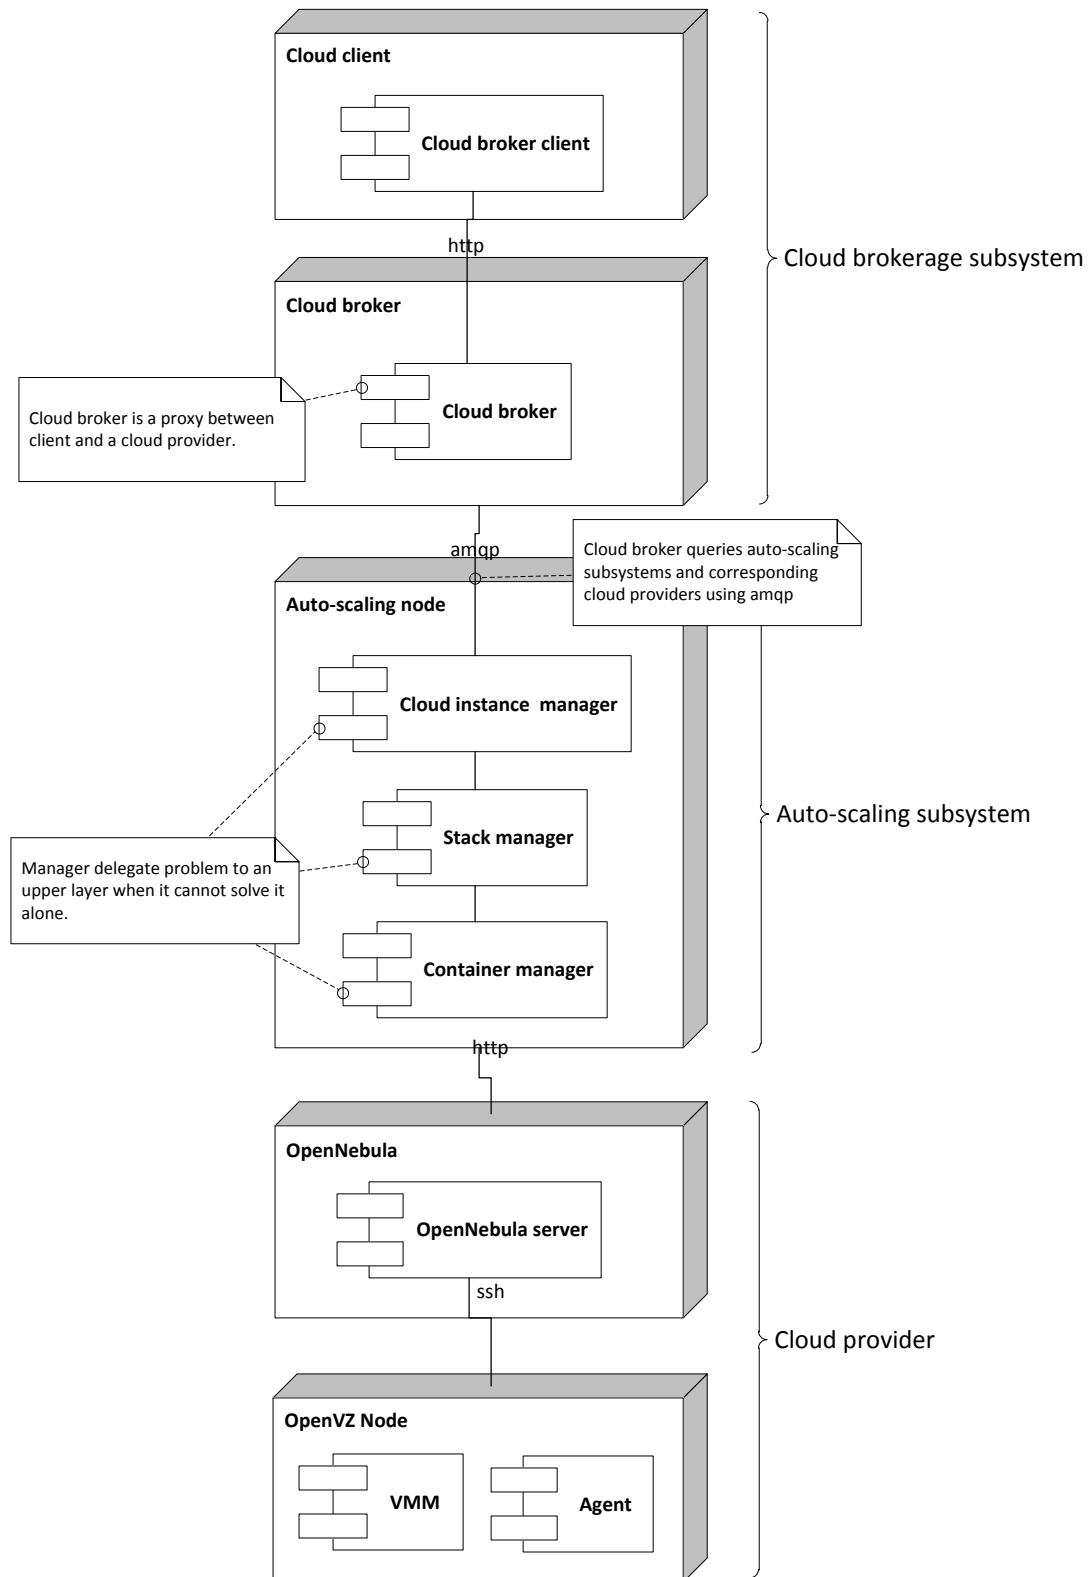 Cloud client
Cloud broker client
http
Cloud brokerage subsystem
Cloud broker
Cloud broker is a proxy between
client and a cloud provider.
Cloud broker
amqp
Cloud broker queries auto-scaling
subsystems and corresponding
cloud providers using amqp
Auto-scaling node
Cloud instance  manager
Stack manager
Auto-scaling subsystem
Manager delegate problem to an
upper layer when it cannot solve it
alone.
Container manager
http
OpenNebula
OpenNebula server
ssh
Cloud provider
OpenVZ Node
VMM
Agent